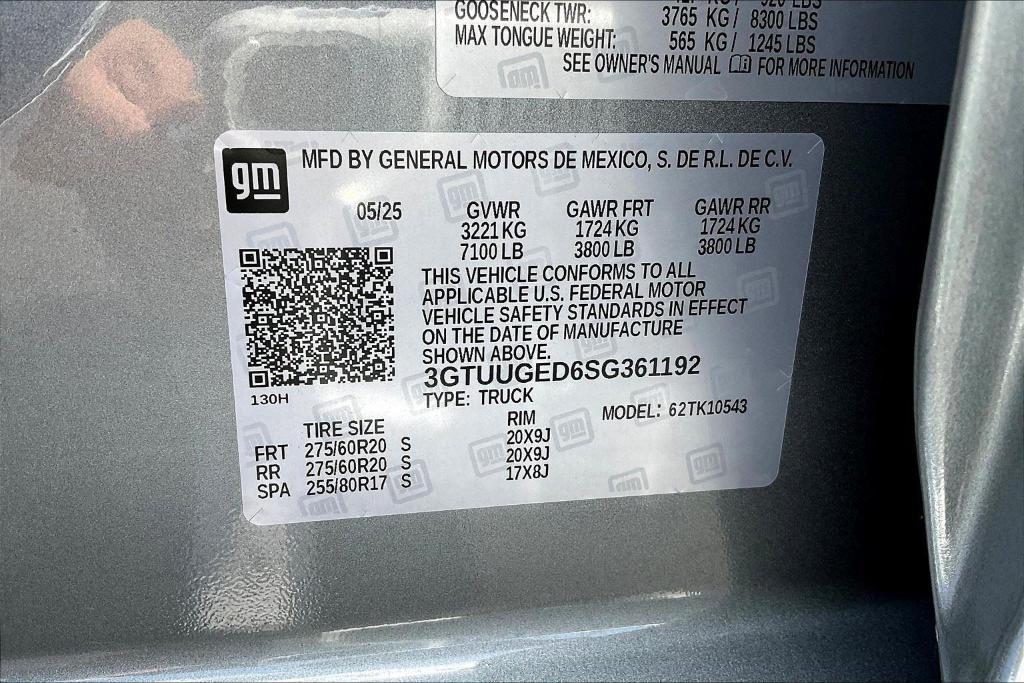 GOOSENECK TWR: 3765 KG / 8300 LBS
MAX TONGUE WEIGHT: 565 KG / 1245 LBS
SEE OWNER'S MANUAL FOR MORE INFORMATION
gm MFD BY GENERAL MOTORS DE MEXICO, S. DE R.L. DE C.V.
05/25 GVWR GAWR FRT GAWR RR
3221 KG 1724 KG 1724 KG
7100 LB 3800 LB 3800 LB
THIS VEHICLE CONFORMS TO ALL
APPLICABLE U.S. FEDERAL MOTOR
VEHICLE SAFETY STANDARDS IN EFFECT
ON THE DATE OF MANUFACTURE
SHOWN ABOVE.
3GTUUGED6SG361192
130H
TYPE: TRUCK MODEL: 62TK10543
TIRE SIZE RIM
FRT 275/60R20 S 20X9J
RR 275/60R20 S 20X9J
SPA 255/80R17 S 17X8J